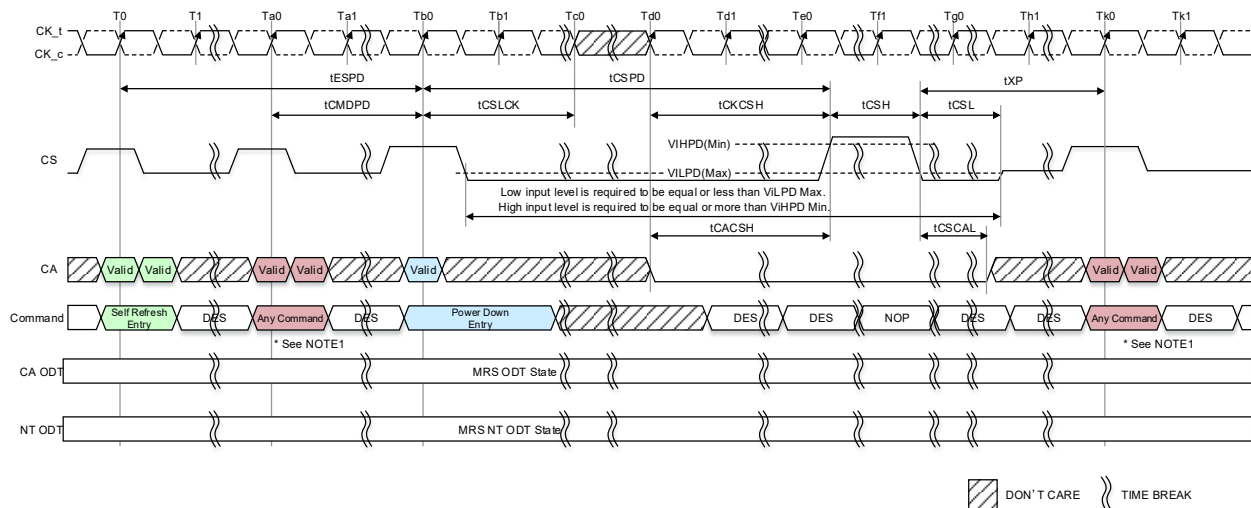 T0 T1 Ta0 Ta1 Tb0 Tb1 Tc0 Td0 Td1 Te0 Tf1 Tg0 Th1 Tk0 Tk1
CK_t
CK_c
tESPD tCSPD tXP
tCMDPD tCSLCK tCKCSH tCSH tCSL
VIHPD(Min)
CS
VILPD(Max)
Low input level is required to be equal or less than ViLPD Max.
High input level is required to be equal or more than ViHPD Min.
tCACSH tCSCAL
CA Valid Valid Valid Valid Valid Valid Valid
Command Self Refresh Entry DES Any Command DES Power Down Entry DES DES NOP DES DES Any Command DES
* See NOTE1 * See NOTE1
CA ODT MRS ODT State
NT ODT MRS NT ODT State
DON'T CARE TIME BREAK